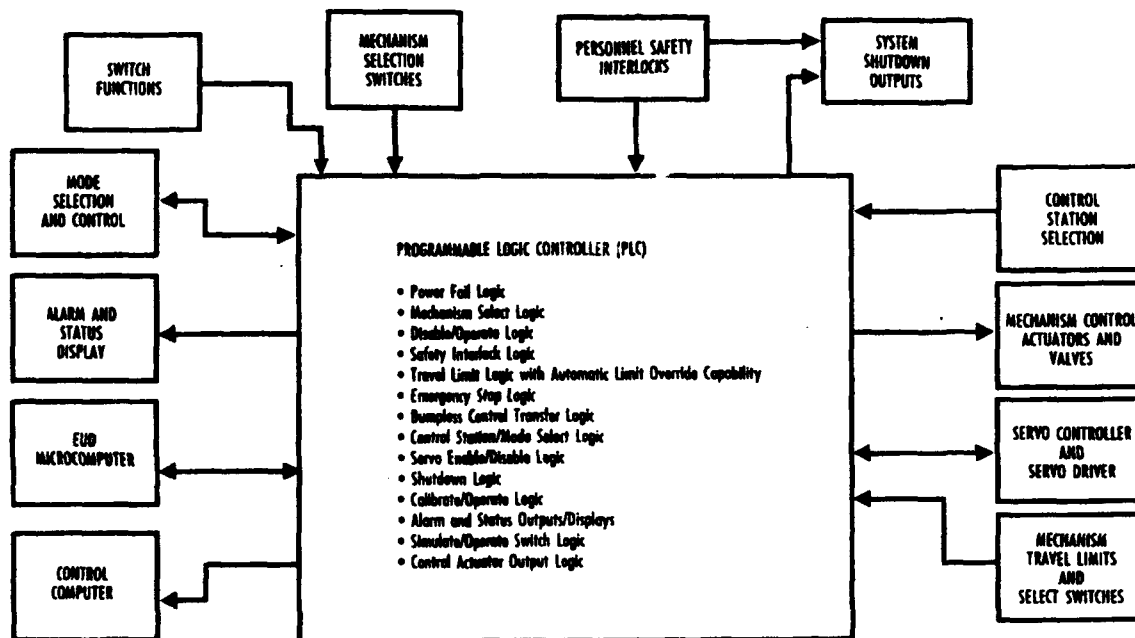 SWITCH
FUNCTIONS
MECHANISM
SELECTION
SWITCHES
PERSONNEL SAFETY
INTERLOCKS
SYSTEM
SHUTDOWN
OUTPUTS
MODE
SELECTION
AND CONTROL
ALARM AND
STATUS
DISPLAY
EUD
MICROCOMPUTER
CONTROL
COMPUTER
PROGRAMMABLE LOGIC CONTROLLER (PLC)
• Power Fail Logic
• Mechanism Select Logic
• Disable/Operate Logic
• Safety Interlock Logic
• Travel Limit Logic with Automatic Limit Override Capability
• Emergency Stop Logic
• Bumpless Control Transfer Logic
• Control Station/Mode Select Logic
• Servo Enable/Disable Logic
• Shutdown Logic
• Calibrate/Operate Logic
• Alarm and Status Outputs/Displays
• Simulate/Operate Switch Logic
• Control Actuator Output Logic
CONTROL
STATION
SELECTION
MECHANISM CONTROL
ACTUATORS AND
VALVES
SERVO CONTROLLER
AND
SERVO DRIVER
MECHANISM
TRAVEL LIMITS
AND
SELECT SWITCHES